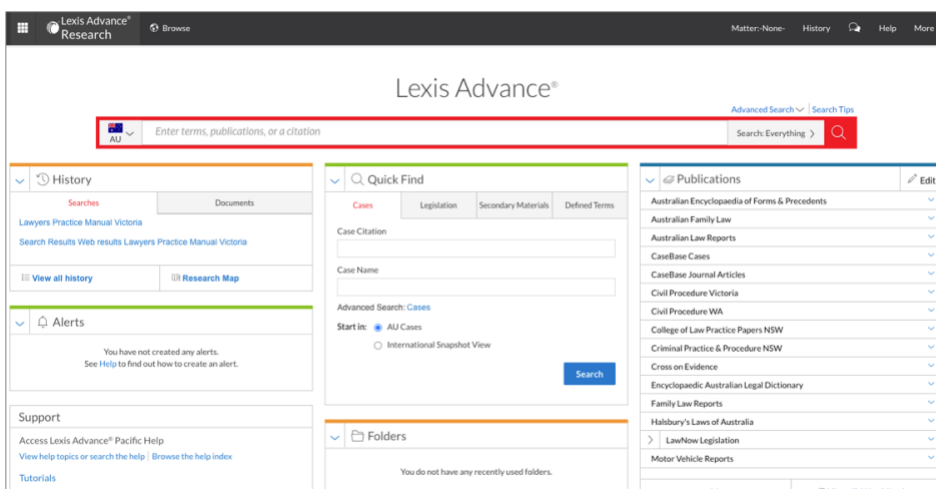 Lexis Advance®
Research
Browse
Matter:-None-
History
Help
More
Lexis Advance®
Advanced Search | Search Tips
AU
Enter terms, publications, or a citation
Search: Everything
History
Searches
Documents
Lawyers Practice Manual Victoria
Search Results Web results Lawyers Practice Manual Victoria
View all history
Research Map
Alerts
You have not created any alerts.
See Help to find out how to create an alert.
Support
Access Lexis Advance® Pacific Help
View help topics or search the help | Browse the help index
Tutorials
Quick Find
Cases
Legislation
Secondary Materials
Defined Terms
Case Citation
Case Name
Advanced Search: Cases
Start in: AU Cases
International Snapshot View
Search
Folders
You do not have any recently used folders.
Publications
Edit
Australian Encyclopaedia of Forms & Precedents
Australian Family Law
Australian Law Reports
CaseBase Cases
CaseBase Journal Articles
Civil Procedure Victoria
Civil Procedure WA
College of Law Practice Papers NSW
Criminal Practice & Procedure NSW
Cross on Evidence
Encyclopaedic Australian Legal Dictionary
Family Law Reports
Halsbury's Laws of Australia
LawNow Legislation
Motor Vehicle Reports